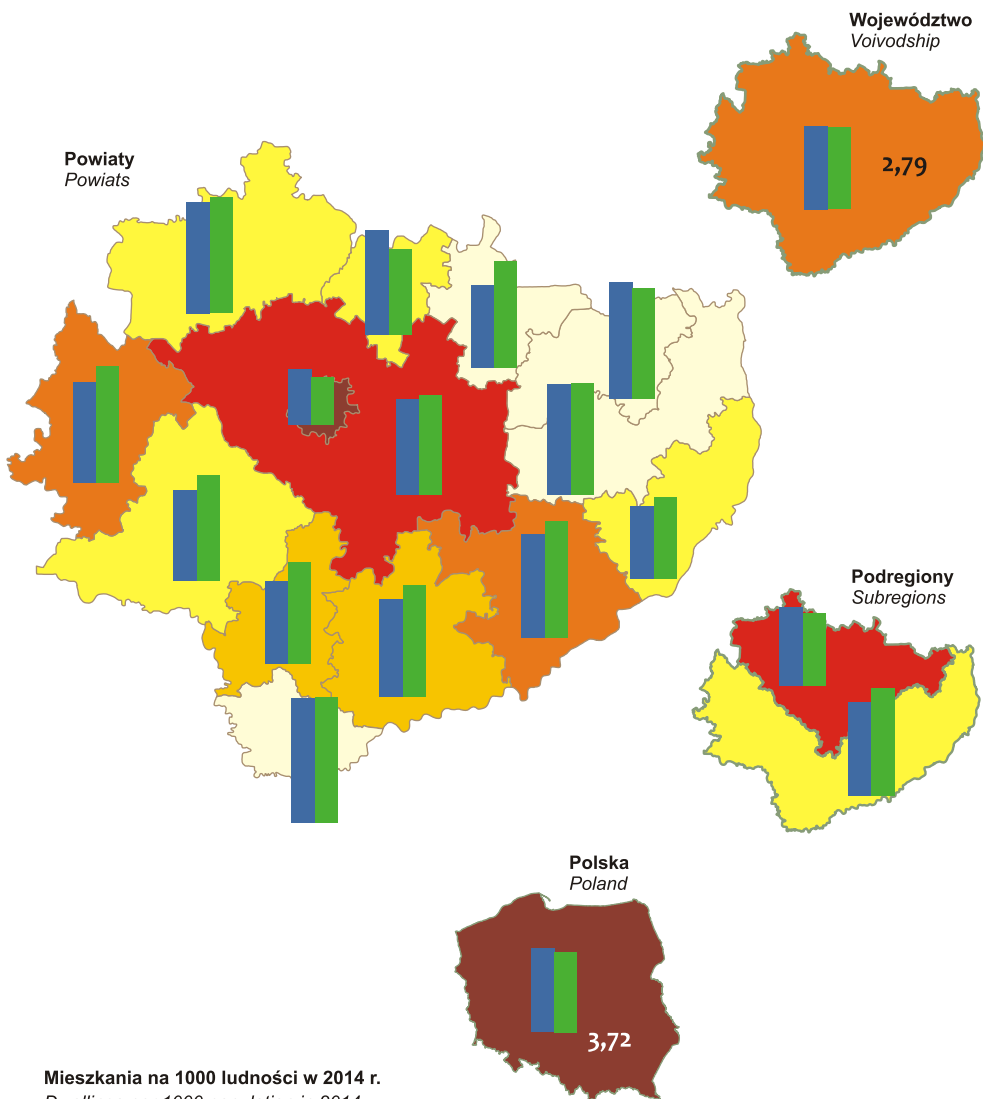 Województwo
Voivodship
2,79
Powiaty
Powiats
Podregiony
Subregions
Polska
Poland
3,72
Mieszkania na 1000 ludności w 2014 r.